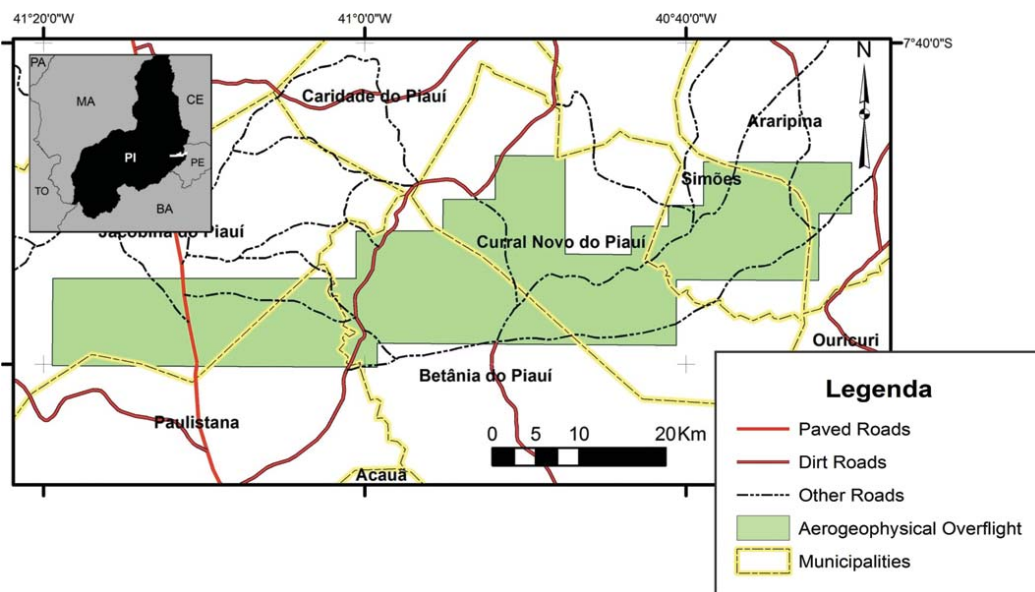 41°20'0"W
41°0'0"W
40°40'0"W
7°40'0"S
N
PA
MA
CE
PI
PE
TO
BA
Caridade do Piauí
Araripina
Simões
Jacobina do Piauí
Curral Novo do Piauí
Ouricuri
Betânia do Piauí
Paulistana
Acauã
0 5 10 20Km
Legenda
Paved Roads
Dirt Roads
Other Roads
Aerogeophysical Overflight
Municipalities